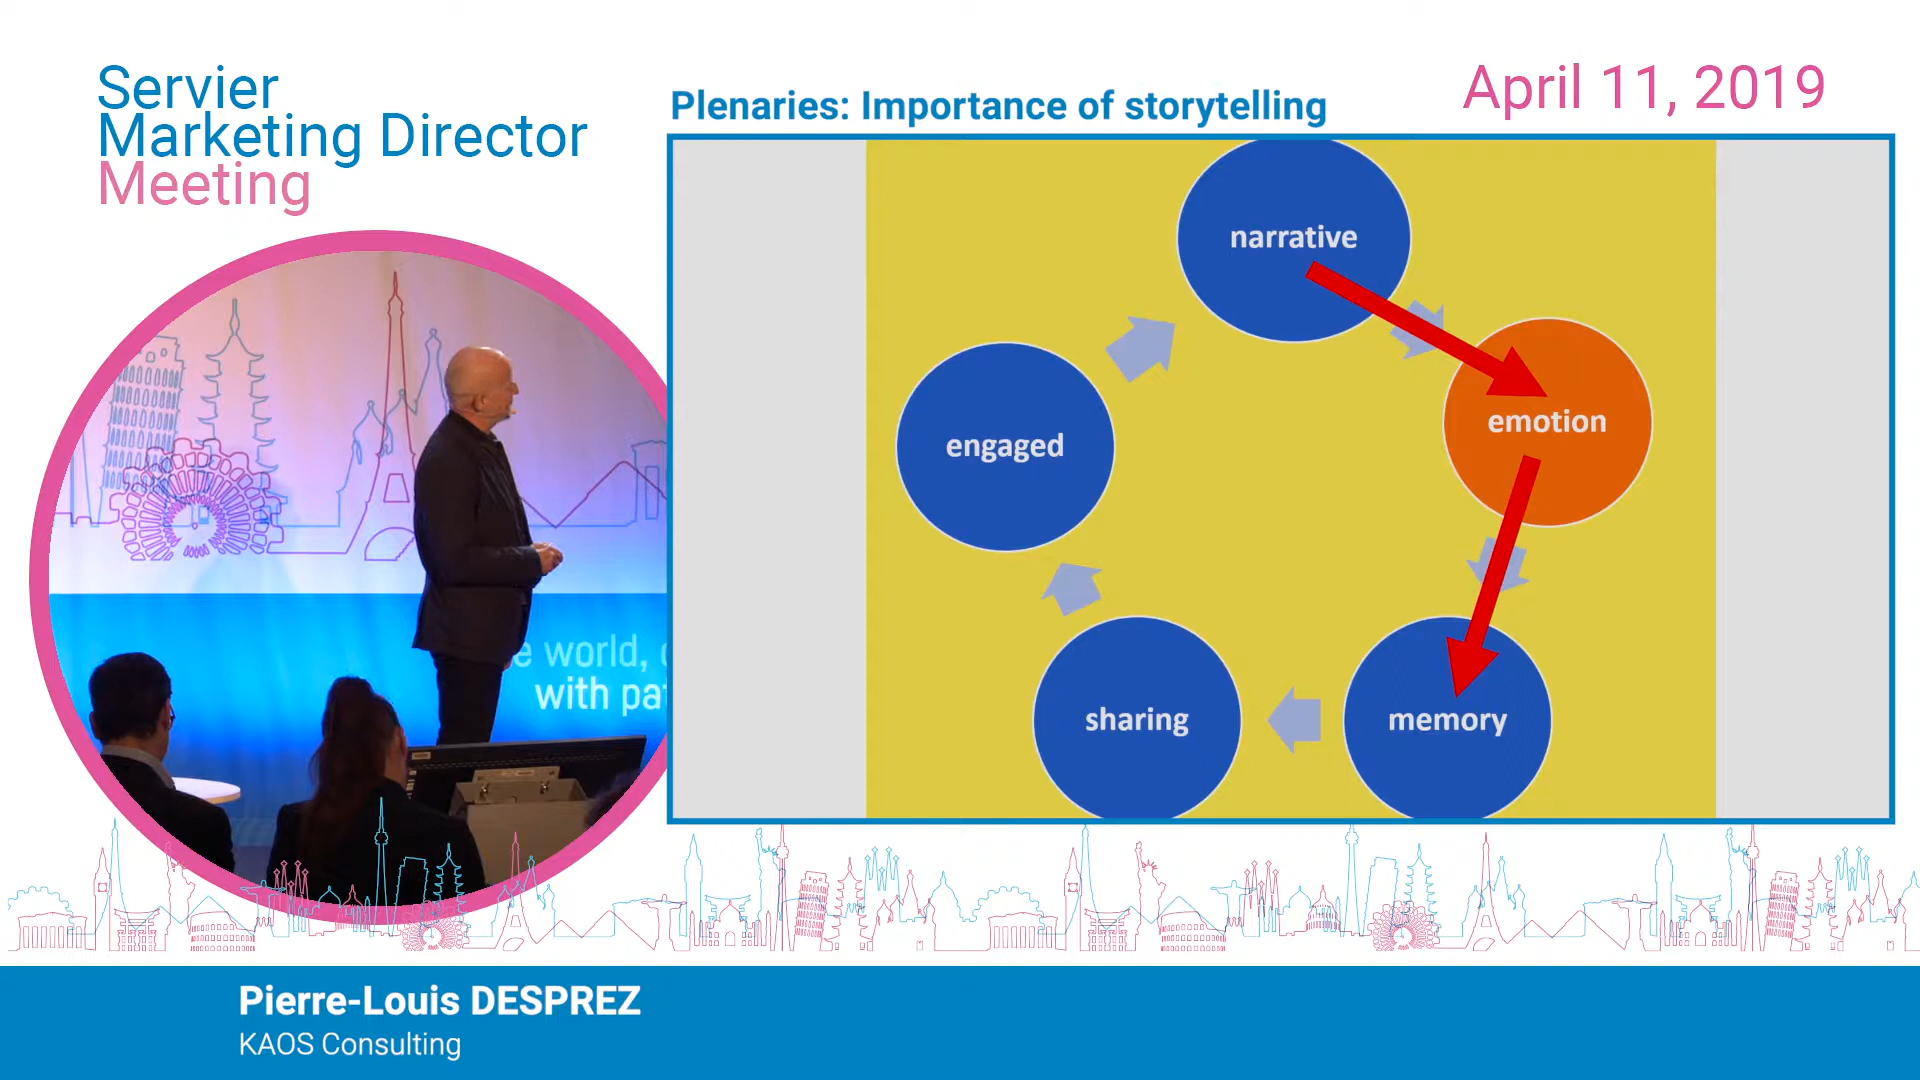 Servier
Marketing Director
Meeting
Plenaries: Importance of storytelling
April 11, 2019
narrative
emotion
engaged
sharing
memory
world,
with
Pierre-Louis DESPREZ
KAOS Consulting